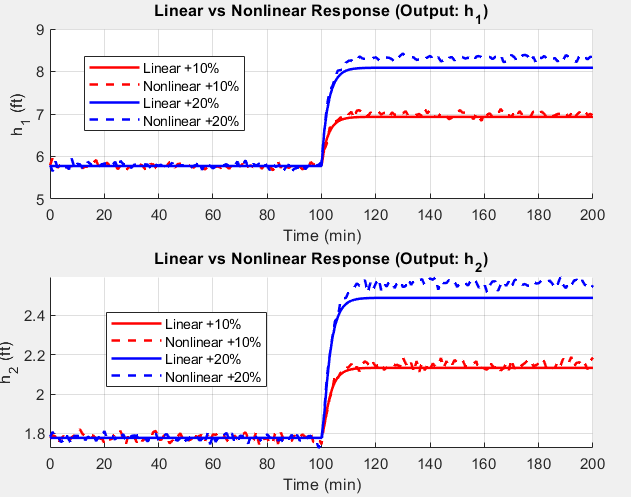 Linear vs Nonlinear Response (Output: h₁)
9
8
7
6
5
h₁ (ft)
Linear +10%
Nonlinear +10%
Linear +20%
Nonlinear +20%
0 20 40 60 80 100 120 140 160 180 200
Time (min)
Linear vs Nonlinear Response (Output: h₂)
2.4
2.2
2
1.8
h₂ (ft)
Linear +10%
Nonlinear +10%
Linear +20%
Nonlinear +20%
0 20 40 60 80 100 120 140 160 180 200
Time (min)